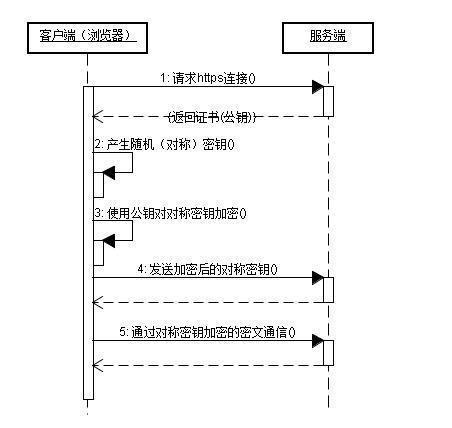 客户端（浏览器）
服务端
1: 请求https连接()
(返回证书(公钥))
2: 产生随机（对称）密钥()
3: 使用公钥对对称密钥加密()
4: 发送加密后的对称密钥()
5: 通过对称密钥加密的密文通信()